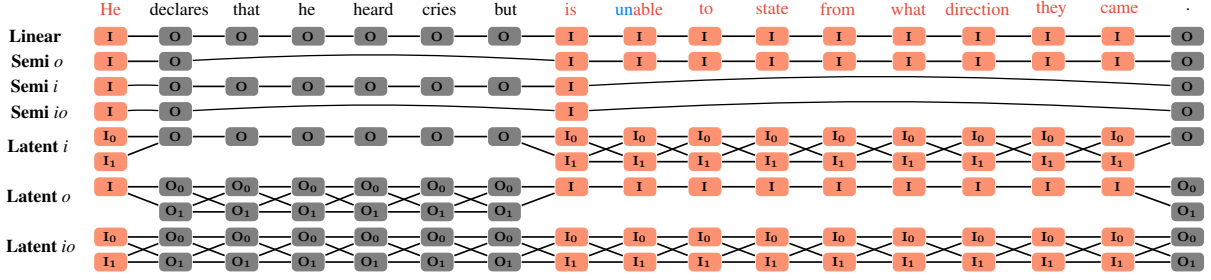 He declares that he heard cries but is unable to state from what direction they came .
Linear I O O O O O O I I I I I I I I I O
Semi o I O I I I I I I I I I O
Semi i I O O O O O O I O
Semi io I O I O
I₀ O O O O O O I₀ I₀ I₀ I₀ I₀ I₀ I₀ I₀ I₀ O
Latent i
I₁ I₁ I₁ I₁ I₁ I₁ I₁ I₁ I₁ I₁
I O₀ O₀ O₀ O₀ O₀ O₀ I I I I I I I I I O₀
Latent o
O₁ O₁ O₁ O₁ O₁ O₁ O₁
I₀ O₀ O₀ O₀ O₀ O₀ O₀ I₀ I₀ I₀ I₀ I₀ I₀ I₀ I₀ I₀ O₀
Latent io
I₁ O₁ O₁ O₁ O₁ O₁ O₁ I₁ I₁ I₁ I₁ I₁ I₁ I₁ I₁ I₁ O₁